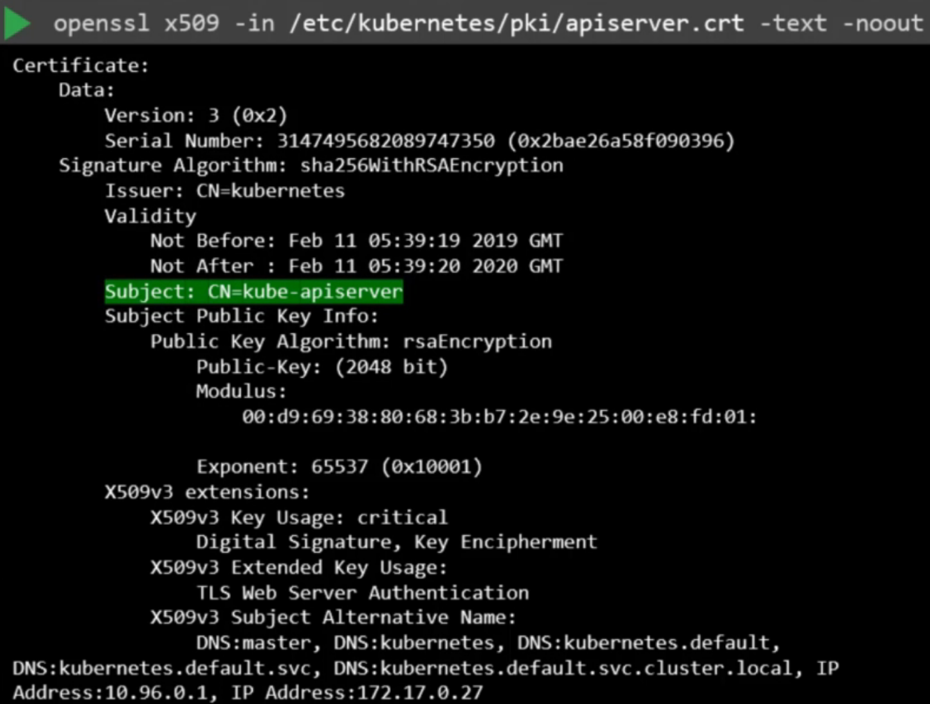 openssl x509 -in /etc/kubernetes/pki/apiserver.crt -text -noout
Certificate:
Data:
Version: 3 (0x2)
Serial Number: 3147495682089747350 (0x2bae26a58f090396)
Signature Algorithm: sha256WithRSAEncryption
Issuer: CN=kubernetes
Validity
Not Before: Feb 11 05:39:19 2019 GMT
Not After : Feb 11 05:39:20 2020 GMT
Subject: CN=kube-apiserver
Subject Public Key Info:
Public Key Algorithm: rsaEncryption
Public-Key: (2048 bit)
Modulus:
00:d9:69:38:80:68:3b:b7:2e:9e:25:00:e8:fd:01:
Exponent: 65537 (0x10001)
X509v3 extensions:
X509v3 Key Usage: critical
Digital Signature, Key Encipherment
X509v3 Extended Key Usage:
TLS Web Server Authentication
X509v3 Subject Alternative Name:
DNS:master, DNS:kubernetes, DNS:kubernetes.default,
DNS:kubernetes.default.svc, DNS:kubernetes.default.svc.cluster.local, IP
Address:10.96.0.1, IP Address:172.17.0.27